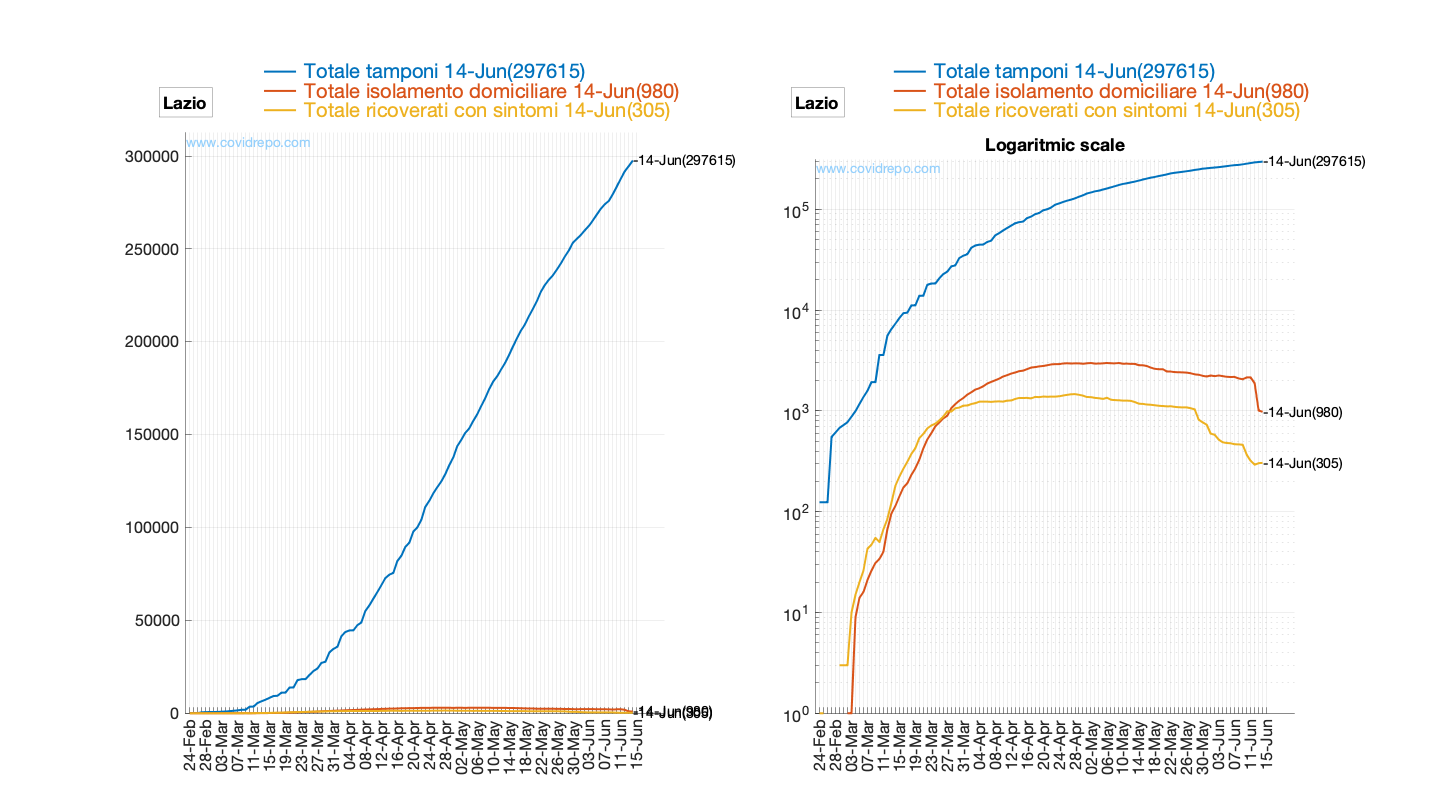 Totale tamponi 14-Jun(297615)
Totale isolamento domiciliare 14-Jun(980)
Totale ricoverati con sintomi 14-Jun(305)
Lazio
www.covidrepo.com
300000
250000
200000
150000
100000
50000
0
14-Jun(297615)
14-Jun(980)
14-Jun(305)
24-Feb
28-Feb
03-Mar
07-Mar
11-Mar
15-Mar
19-Mar
23-Mar
27-Mar
31-Mar
04-Apr
08-Apr
12-Apr
16-Apr
20-Apr
24-Apr
28-Apr
02-May
06-May
10-May
14-May
18-May
22-May
26-May
30-May
03-Jun
07-Jun
11-Jun
15-Jun
Totale tamponi 14-Jun(297615)
Totale isolamento domiciliare 14-Jun(980)
Totale ricoverati con sintomi 14-Jun(305)
Lazio
Logaritmic scale
www.covidrepo.com
10^5
10^4
10^3
10^2
10^1
10^0
14-Jun(297615)
14-Jun(980)
14-Jun(305)
24-Feb
28-Feb
03-Mar
07-Mar
11-Mar
15-Mar
19-Mar
23-Mar
27-Mar
31-Mar
04-Apr
08-Apr
12-Apr
16-Apr
20-Apr
24-Apr
28-Apr
02-May
06-May
10-May
14-May
18-May
22-May
26-May
30-May
03-Jun
07-Jun
11-Jun
15-Jun